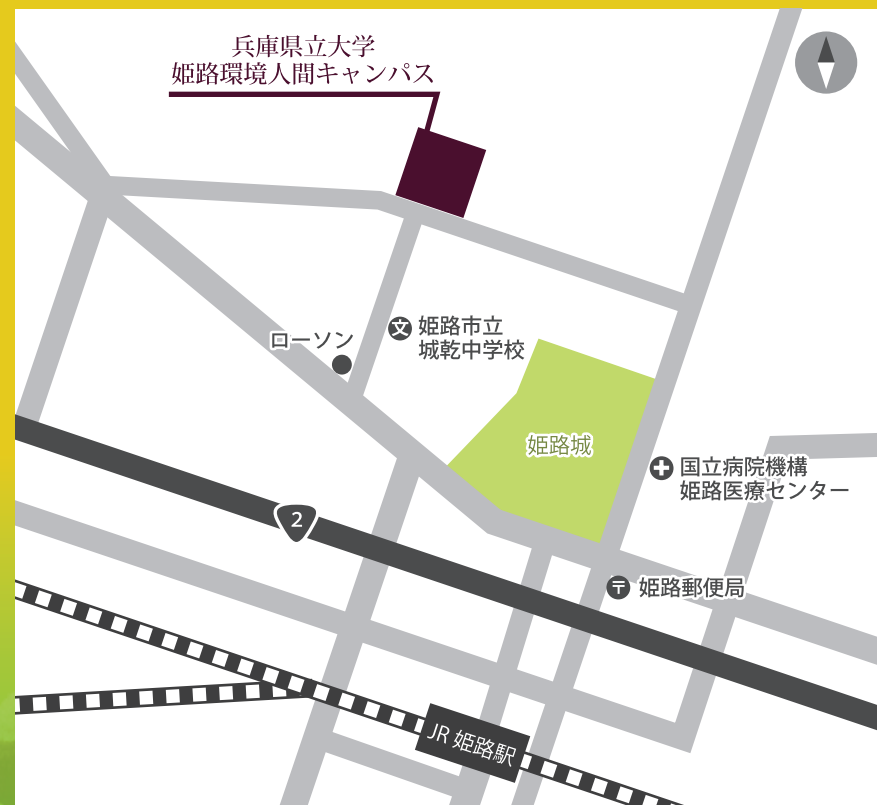 兵庫県立大学
姫路環境人間キャンパス
姫路市立
城乾中学校
ローソン
姫路城
国立病院機構
姫路医療センター
2
姫路郵便局
JR 姫路駅